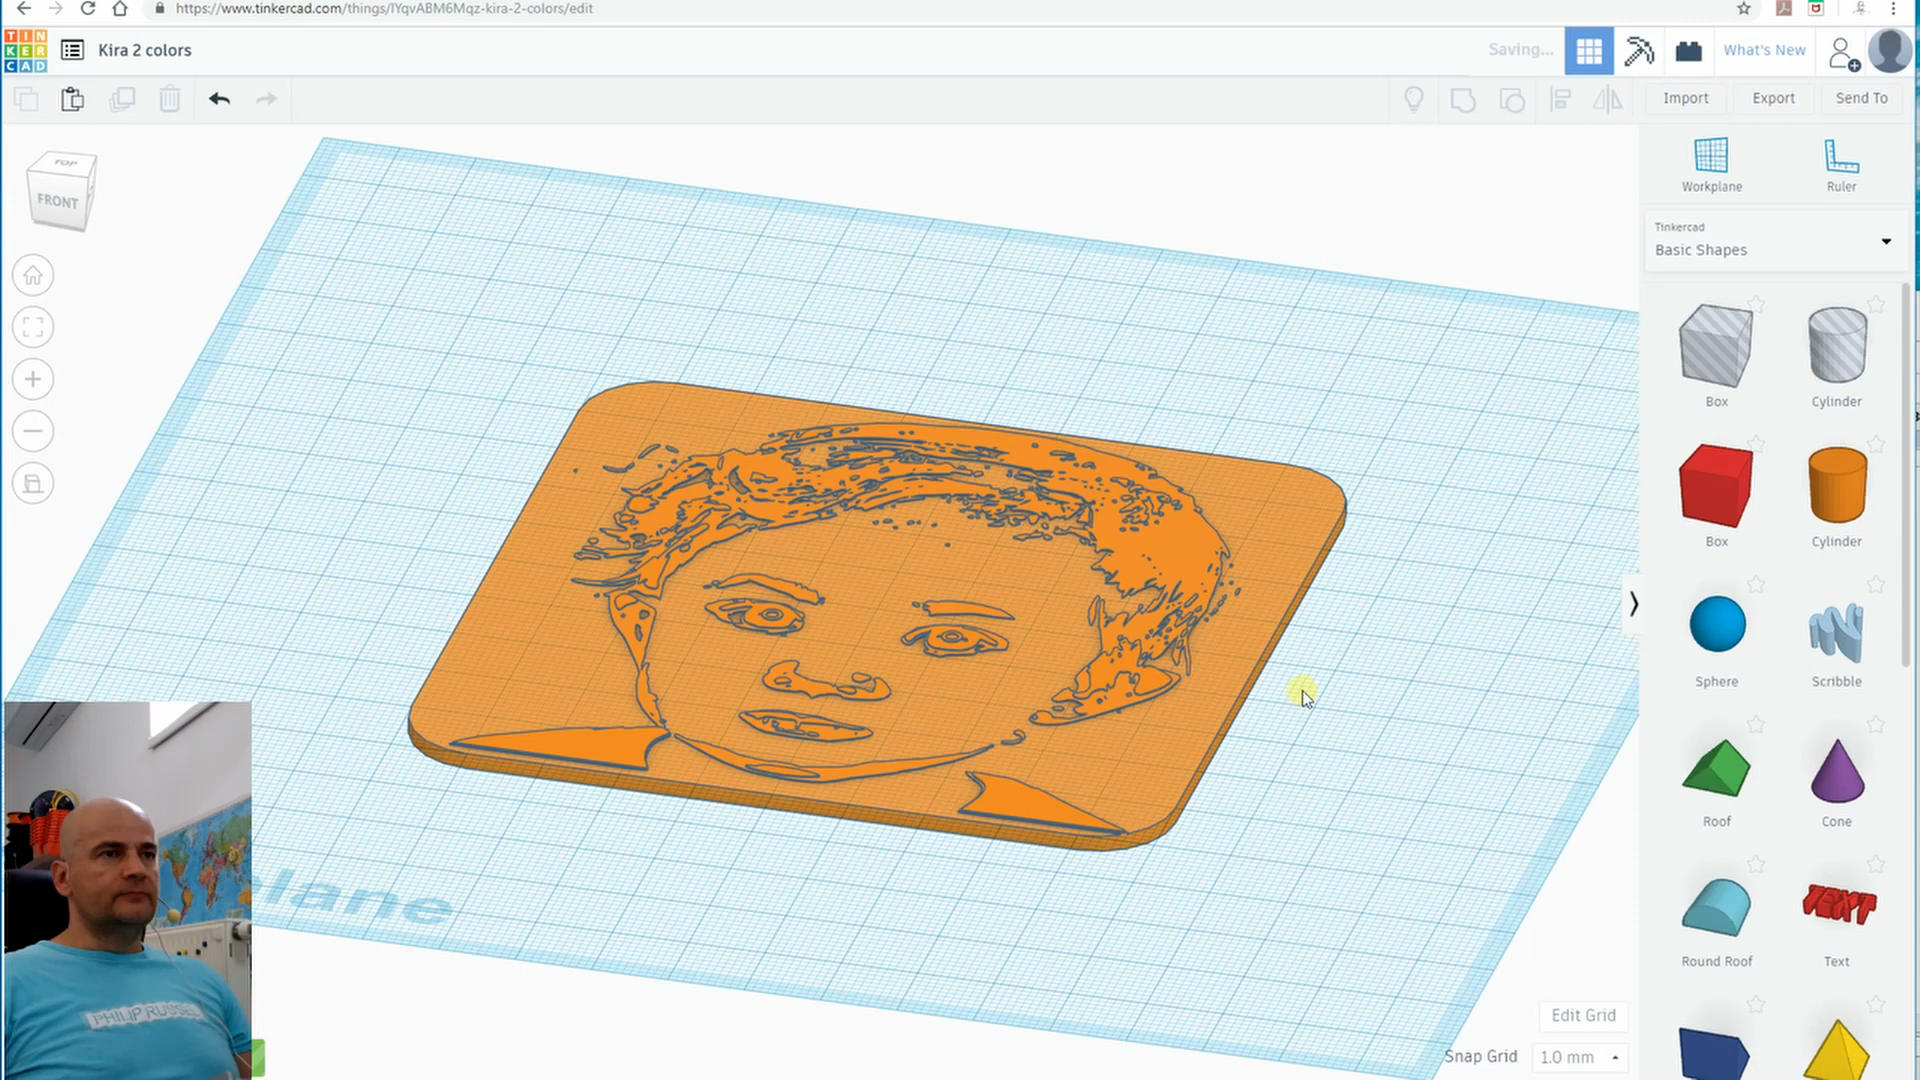 https://www.tinkercad.com/things/lYqvABM6Mqz-kira-2-colors/edit
TIN
KER
CAD
Kira 2 colors
Saving...
What's New
Import
Export
Send To
TOP
FRONT
Workplane
Ruler
Tinkercad
Basic Shapes
Box
Cylinder
Box
Cylinder
Sphere
Scribble
Roof
Cone
TEXT
Round Roof
Text
lane
PHILIP RUSSEL
Edit Grid
Snap Grid
1.0 mm